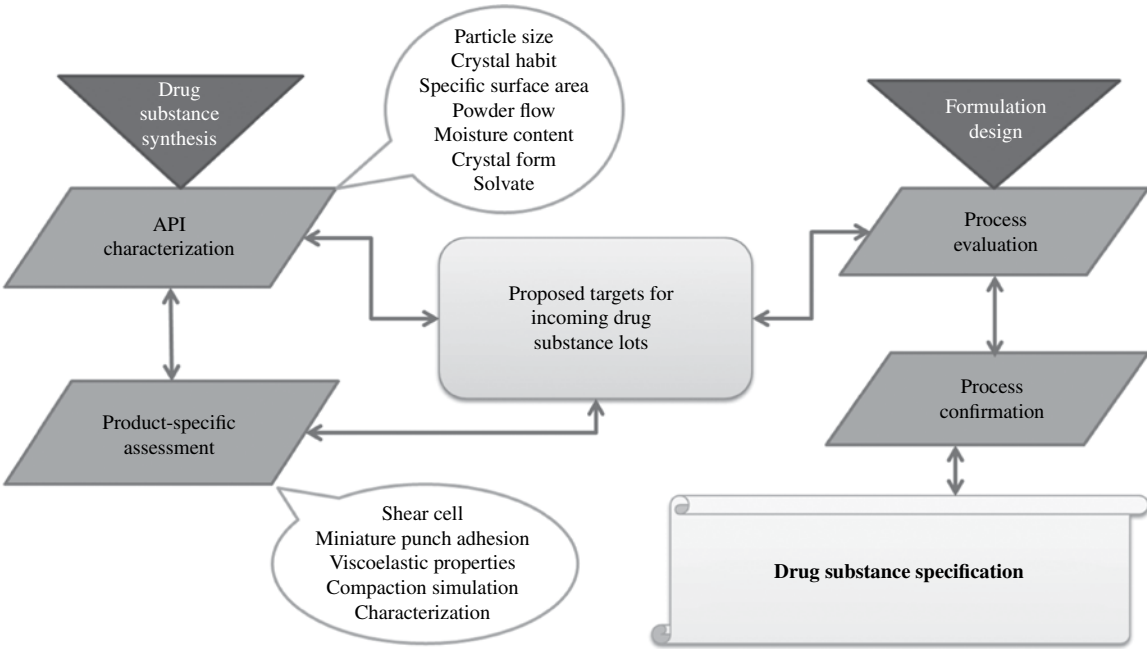 Drug
substance
synthesis
Particle size
Crystal habit
Specific surface area
Powder flow
Moisture content
Crystal form
Solvate
Formulation
design
API
characterization
Process
evaluation
Proposed targets for
incoming drug
substance lots
Product-specific
assessment
Process
confirmation
Shear cell
Miniature punch adhesion
Viscoelastic properties
Compaction simulation
Characterization
Drug substance specification